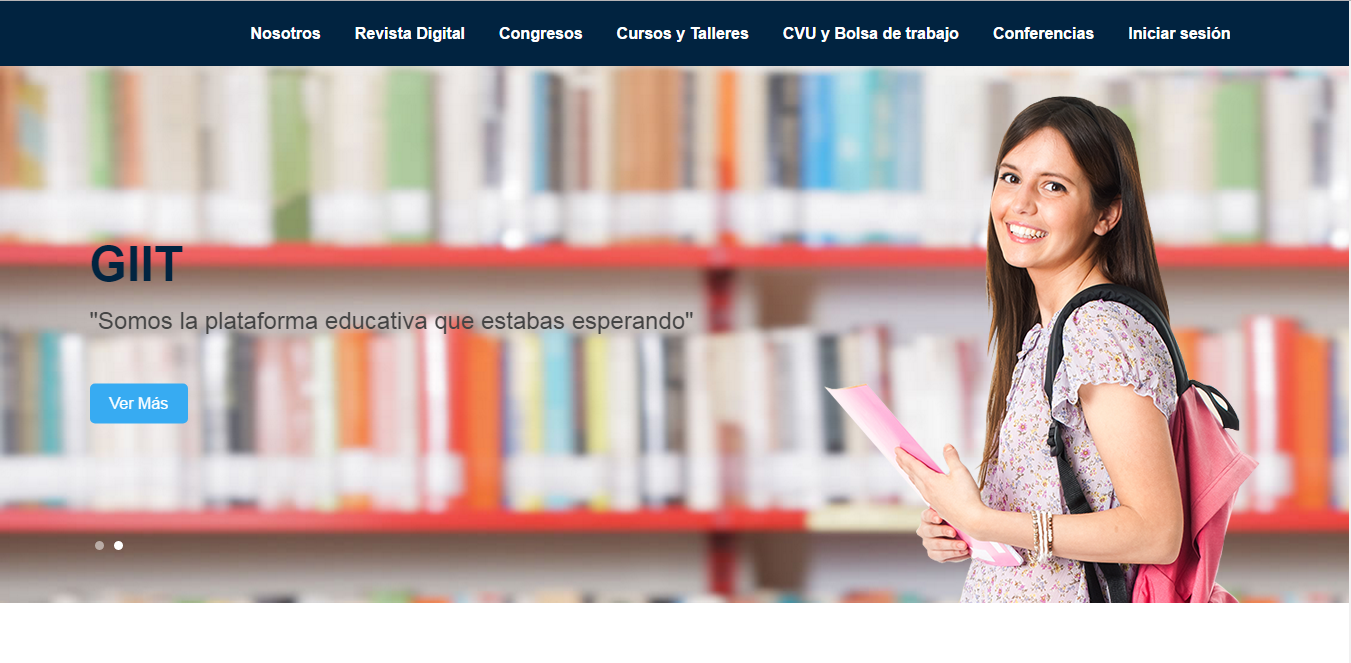 Nosotros Revista Digital Congresos Cursos y Talleres CVU y Bolsa de trabajo Conferencias Iniciar sesión
GIIT
"Somos la plataforma educativa que estabas esperando"
Ver Más